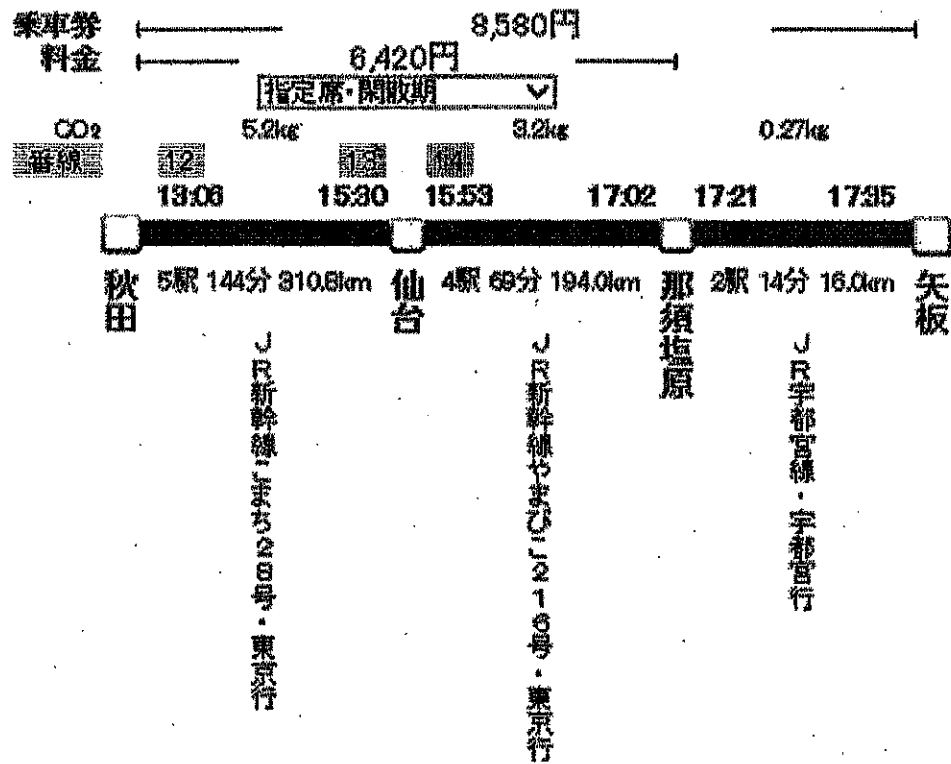 乗車券 8,580円
料金 6,420円
指定席・閑散期
CO2 5.2kg 3.2kg 0.27kg
番線 12 13 14
13:06 15:30 15:53 17:02 17:21 17:35
秋田 5駅 144分 310.8km 仙台 4駅 69分 194.0km 那須塩原 2駅 14分 16.0km 矢板
JR新幹線こまち28号・東京行
JR新幹線やまびこ216号・東京行
JR宇都宮線・宇都宮行